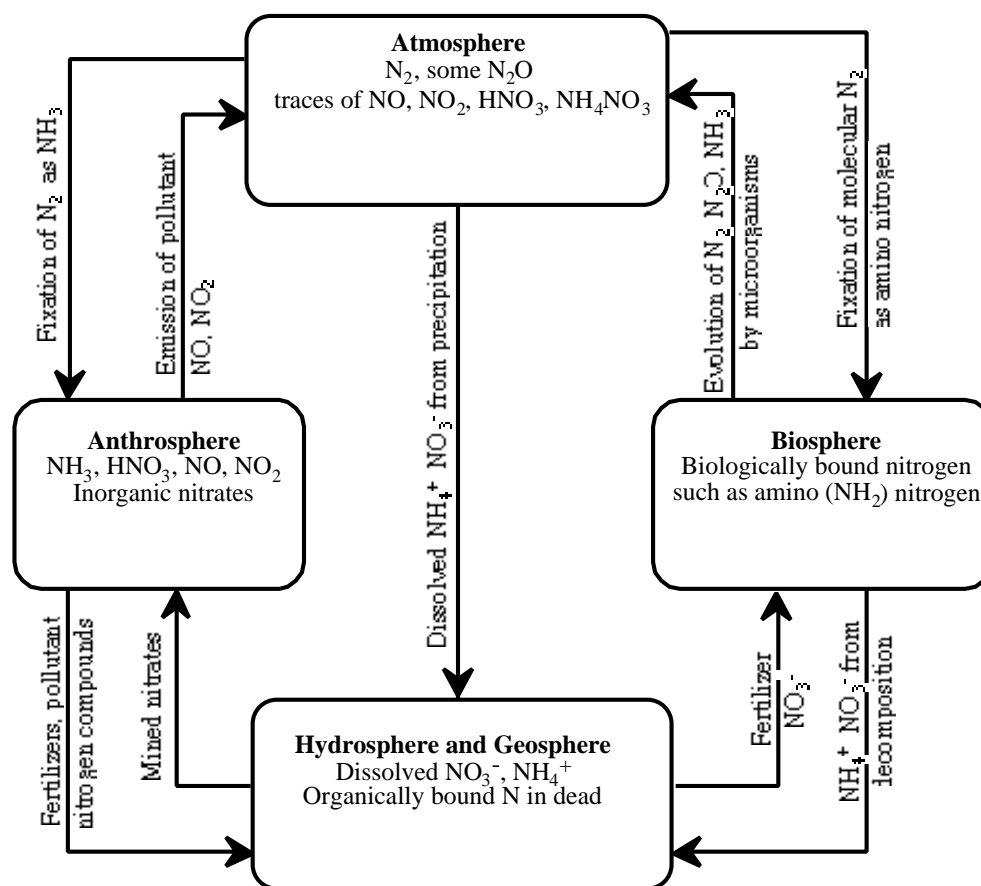 Atmosphere
N₂, some N₂O
traces of NO, NO₂, HNO₃, NH₄NO₃
Fixation of N₂ as NH₃
Emission of pollutant
NO, NO₂
Dissolved NH₄⁺ NO₃⁻ from precipitation
Evolution of N₂ N₂O, NH₃
by microorganisms
Fixation of molecular N₂
as amino nitrogen
Anthrosphere
NH₃, HNO₃, NO, NO₂
Inorganic nitrates
Biosphere
Biologically bound nitrogen
such as amino (NH₂) nitrogen
Fertilizers, pollutant
nitrogen compounds
Mined nitrates
Fertilizer
NO₃⁻
NH₄⁺ NO₃⁻ from
lecomposition
Hydrosphere and Geosphere
Dissolved NO₃⁻, NH₄⁺
Organically bound N in dead